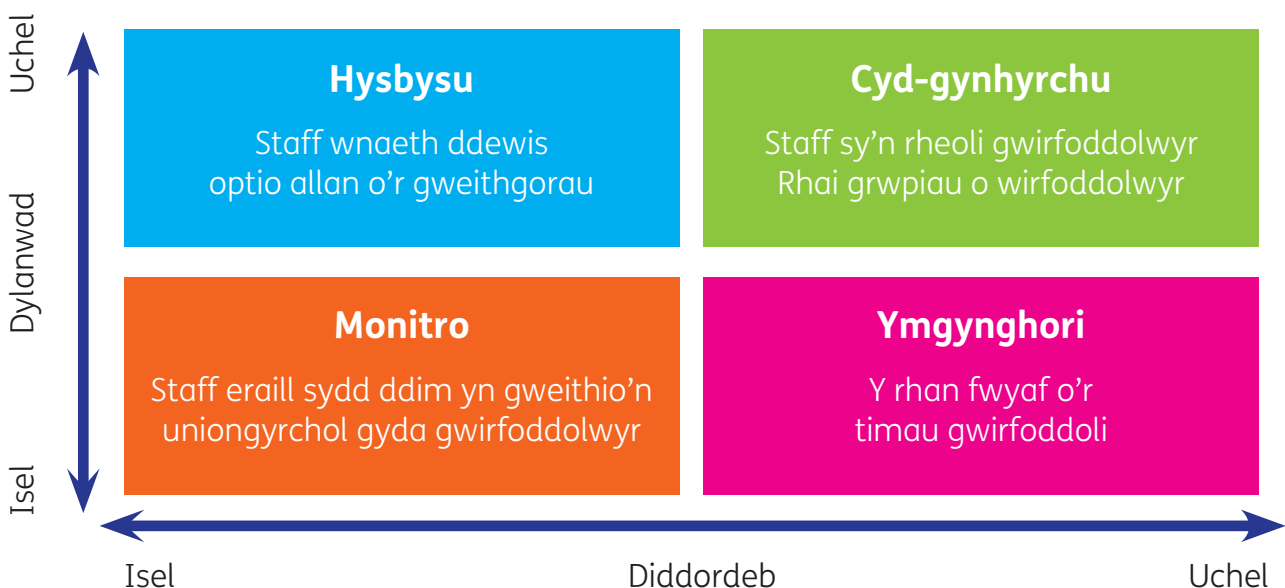 Uchel
Dylanwad
Isel
Hysbysu
Staff wnaeth ddewis
optio allan o'r gweithgorau
Cyd-gynhyrchu
Staff sy'n rheoli gwirfoddolwyr
Rhai grwpiau o wirfoddolwyr
Monitro
Staff eraill sydd ddim yn gweithio'n
uniongyrchol gyda gwirfoddolwyr
Ymgynghori
Y rhan fwyaf o'r
timau gwirfoddoli
Isel
Diddordeb
Uchel